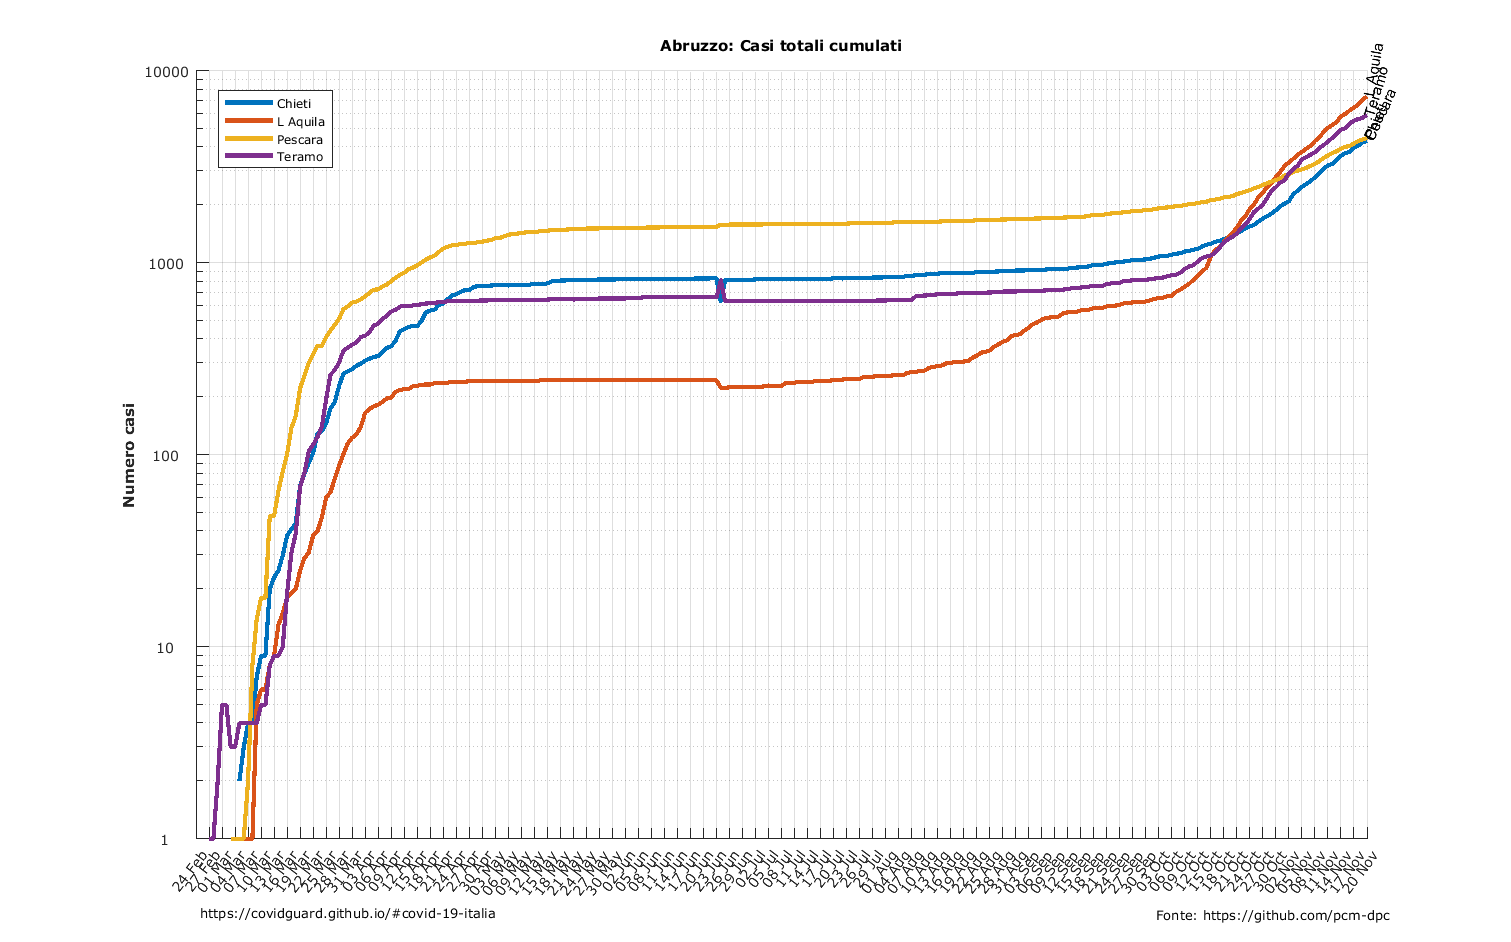 Abruzzo: Casi totali cumulati
10000
1000
100
10
1
Numero casi
Chieti
L Aquila
Pescara
Teramo
L Aquila
Teramo
Chieti
Pescara
24 Feb
27 Feb
01 Mar
04 Mar
07 Mar
10 Mar
13 Mar
16 Mar
19 Mar
22 Mar
25 Mar
28 Mar
31 Mar
03 Apr
06 Apr
09 Apr
12 Apr
15 Apr
18 Apr
21 Apr
24 Apr
27 Apr
30 Apr
03 May
06 May
09 May
12 May
15 May
18 May
21 May
24 May
27 May
30 May
02 Jun
05 Jun
08 Jun
11 Jun
14 Jun
17 Jun
20 Jun
23 Jun
26 Jun
29 Jun
02 Jul
05 Jul
08 Jul
11 Jul
14 Jul
17 Jul
20 Jul
23 Jul
26 Jul
29 Jul
01 Aug
04 Aug
07 Aug
10 Aug
13 Aug
16 Aug
19 Aug
22 Aug
25 Aug
28 Aug
31 Aug
03 Sep
06 Sep
09 Sep
12 Sep
15 Sep
18 Sep
21 Sep
24 Sep
27 Sep
30 Sep
03 Oct
06 Oct
09 Oct
12 Oct
15 Oct
18 Oct
21 Oct
24 Oct
27 Oct
30 Oct
02 Nov
05 Nov
08 Nov
11 Nov
14 Nov
17 Nov
20 Nov
https://covidguard.github.io/#covid-19-italia
Fonte: https://github.com/pcm-dpc